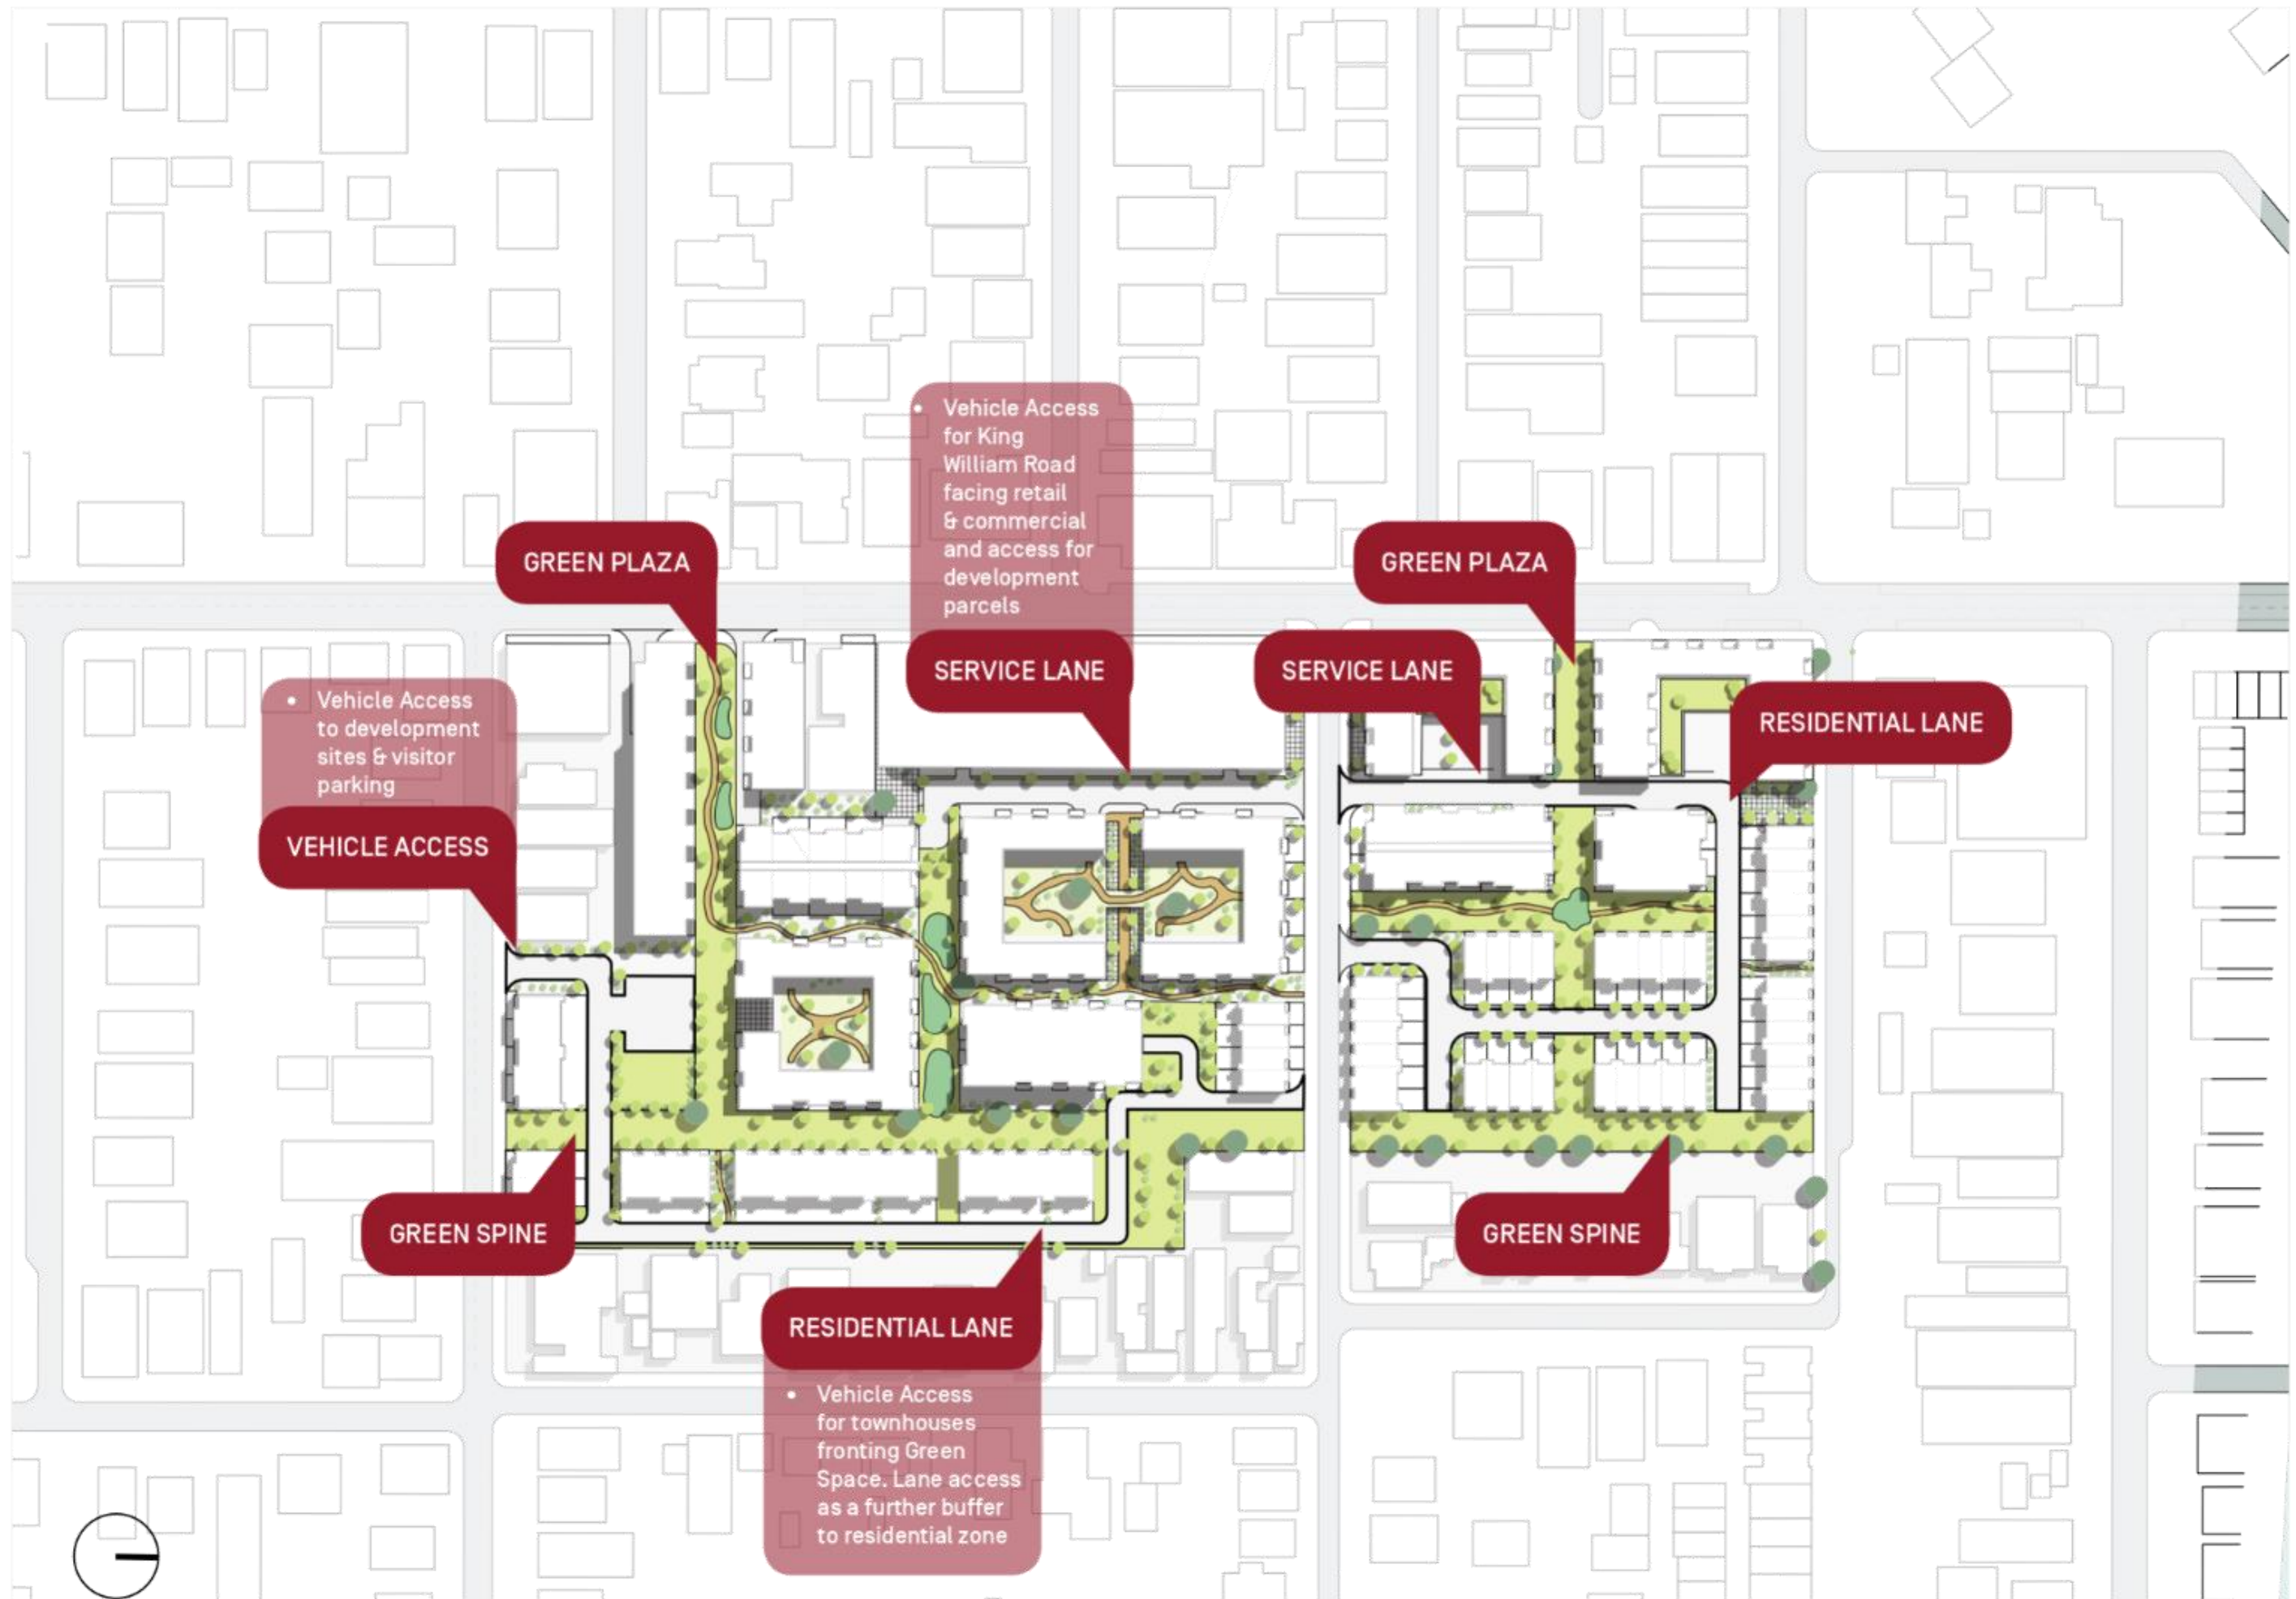 • Vehicle Access
for King
William Road
facing retail
& commercial
and access for
development
parcels
GREEN PLAZA
GREEN PLAZA
SERVICE LANE
SERVICE LANE
• Vehicle Access
to development
sites & visitor
parking
RESIDENTIAL LANE
VEHICLE ACCESS
GREEN SPINE
GREEN SPINE
RESIDENTIAL LANE
• Vehicle Access
for townhouses
fronting Green
Space. Lane access
as a further buffer
to residential zone